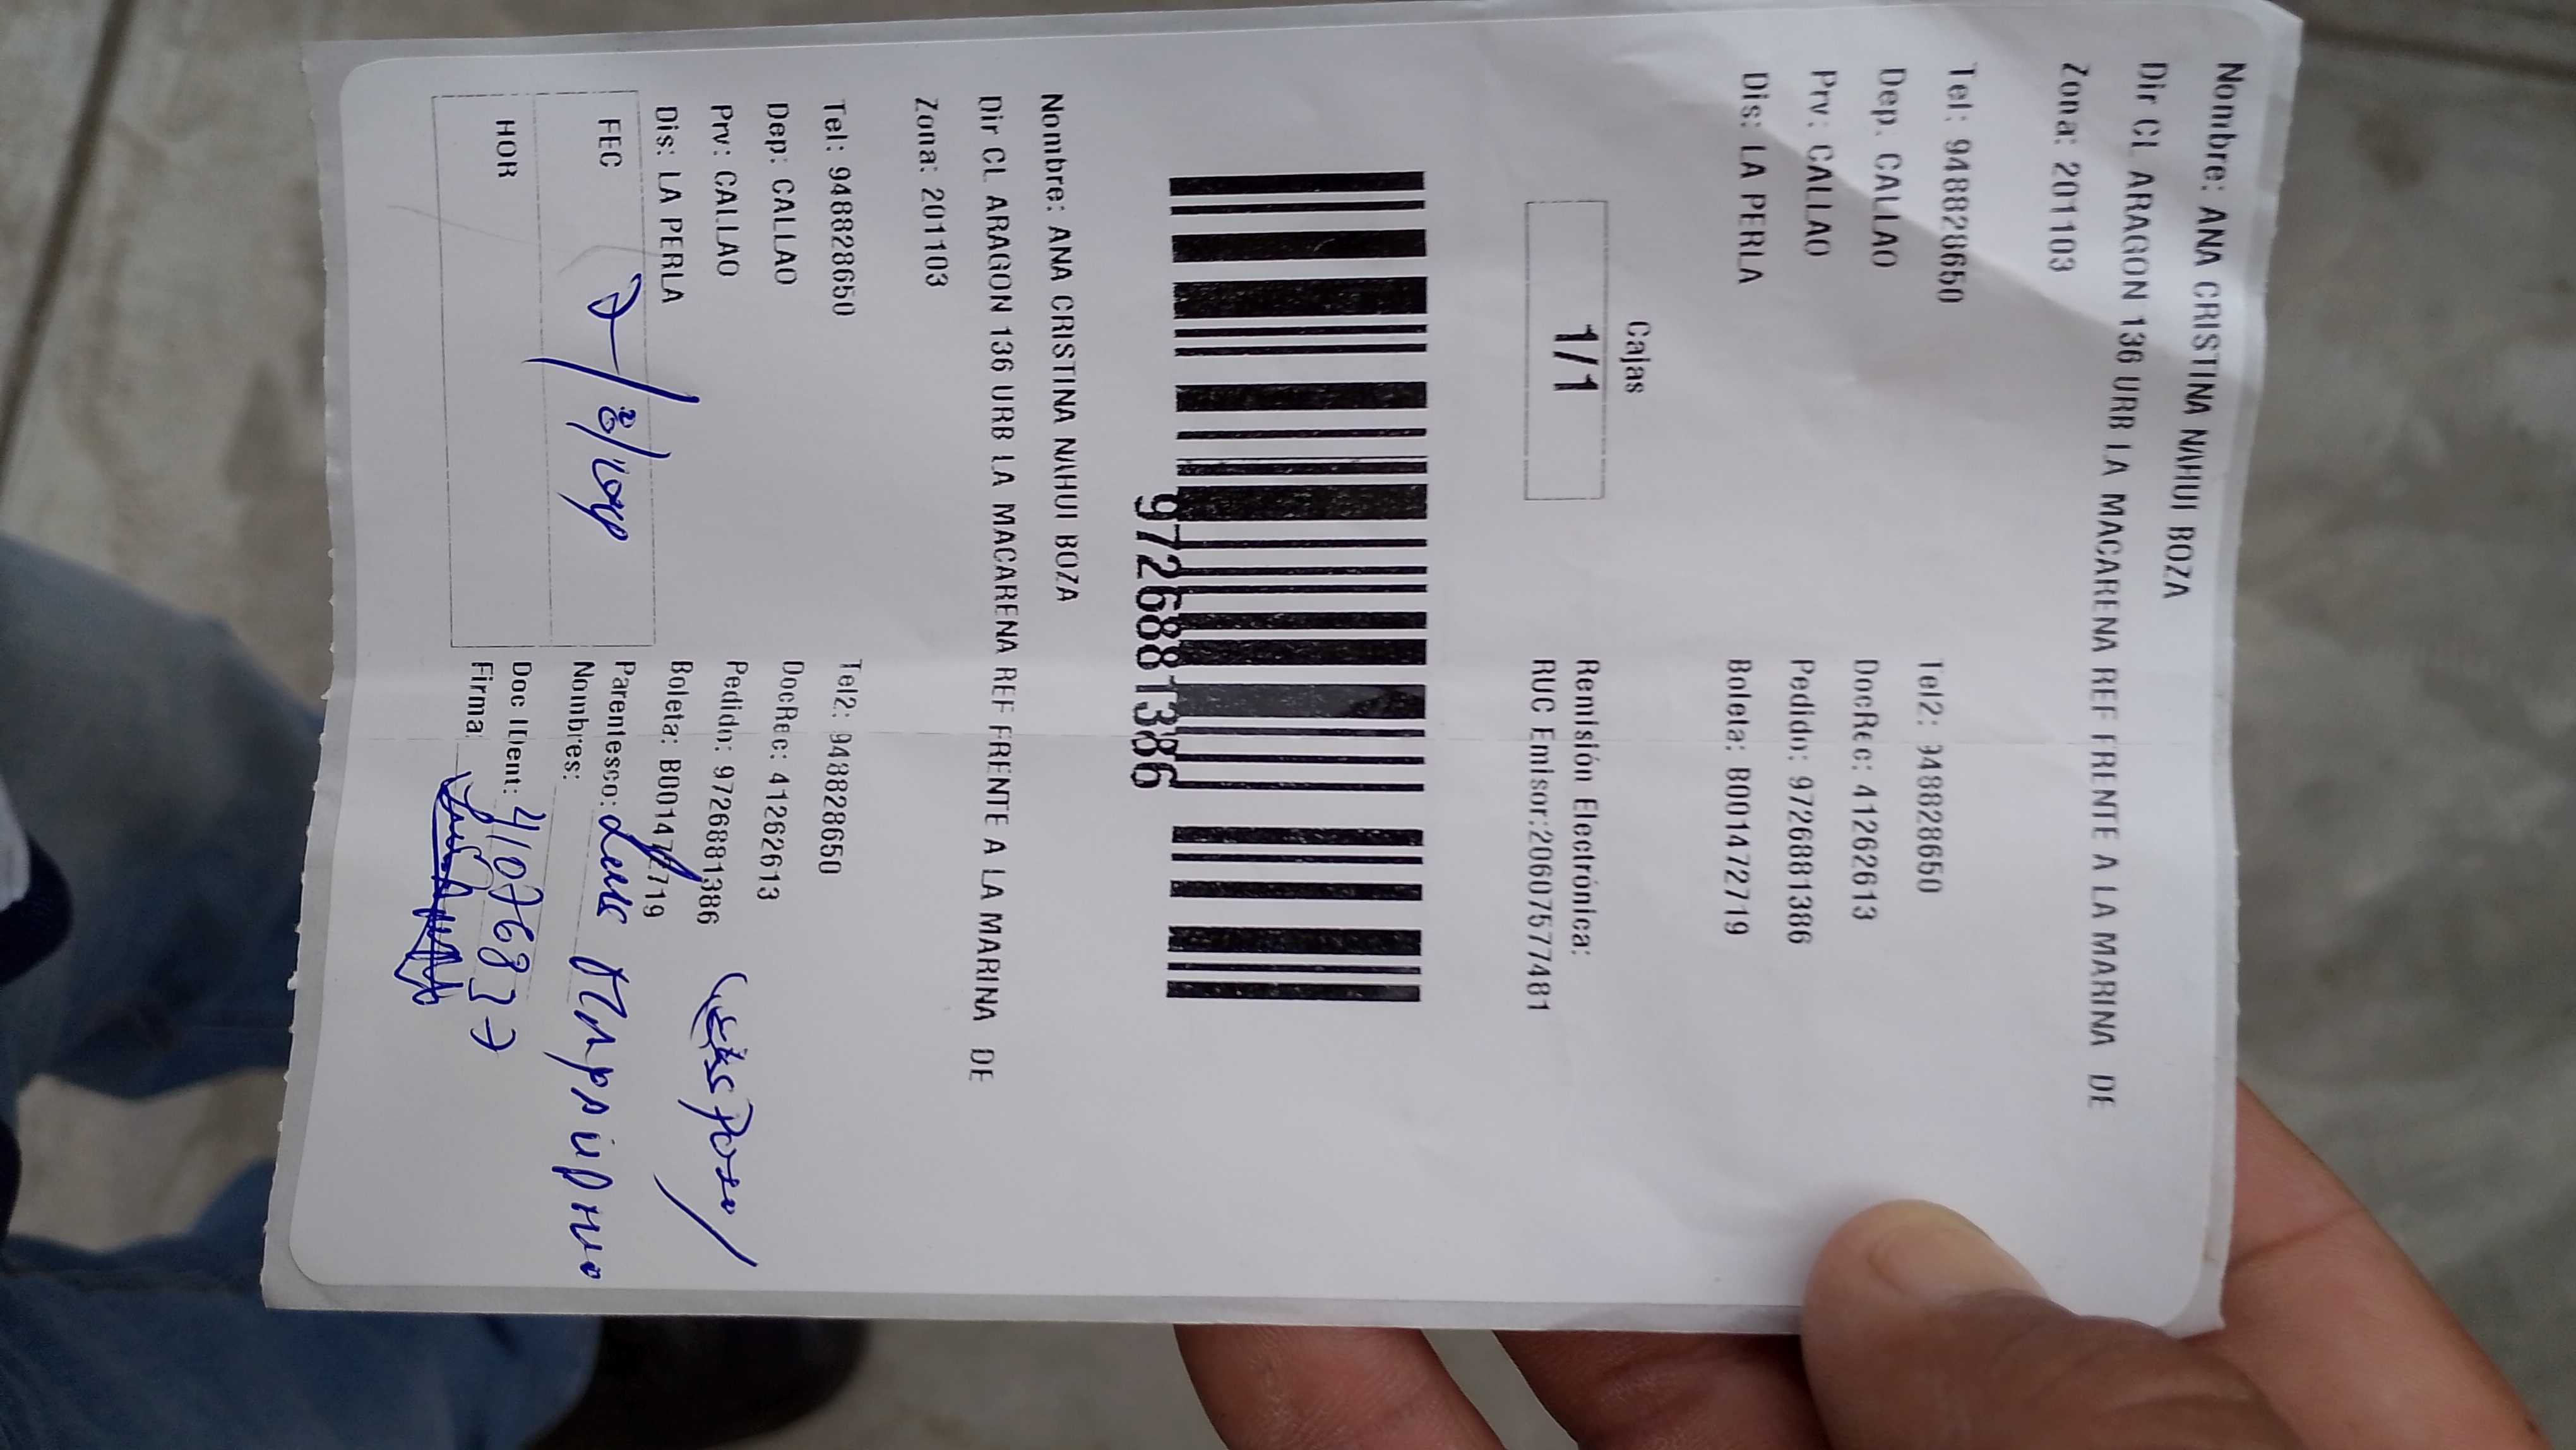 Nombre: ANA CRISTINA NAHUI BOZA
Dir CL ARAGON 136 URB LA MACARENA REF FRENTE A LA MARINA DE
Zona: 201103
Tel: 948828650 Tel2: 948828650
Dep. CALLAO DocRec: 41262613
Prv: CALLAO Pedido: 9726881386
Dis: LA PERLA Boleta: B001472719
Cajas
1/1
Remisión Electrónica:
RUC Emisor:20607577481
9726881386
Nombre: ANA CRISTINA NAHUI BOZA
Dir CL ARAGON 136 URB LA MACARENA REF FRENTE A LA MARINA DE
Zona: 201103
Tel: 948828650 Tel2: 948828650
Dep: CALLAO DocRec: 41262613
Prv: CALLAO Pedido: 9726881386
Dis: LA PERLA Boleta: B001472719
FEC Parentesco:
Nombres:
HOR Doc IDent:
Firma: